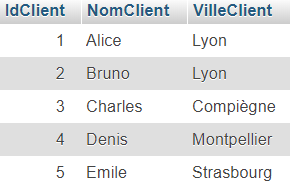 IdClient NomClient VilleClient
1 Alice Lyon
2 Bruno Lyon
3 Charles Compiègne
4 Denis Montpellier
5 Emile Strasbourg